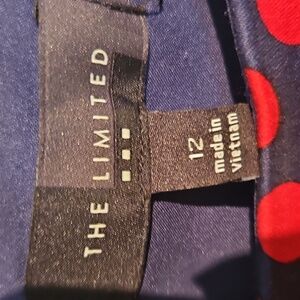 THE LIMITED
12
made in
Vietnam